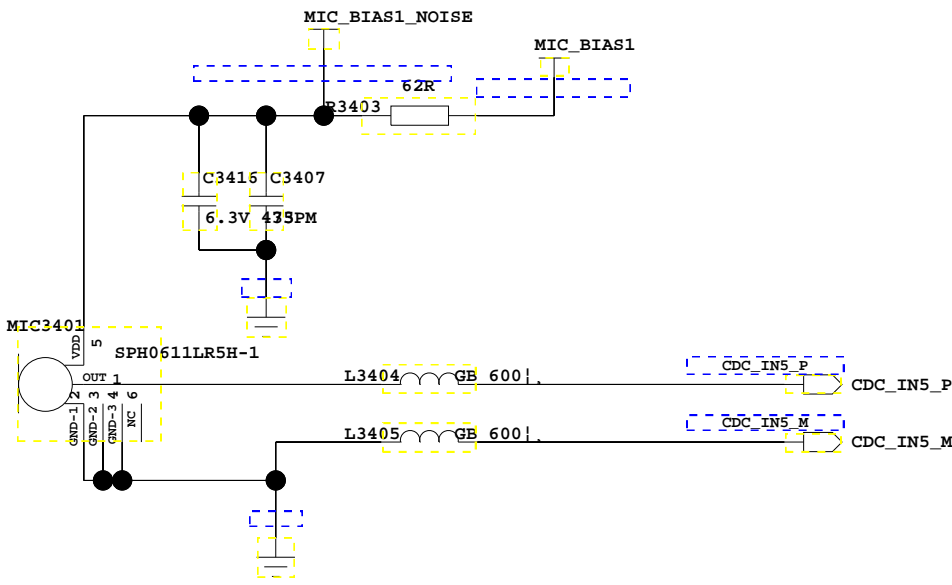 MIC_BIAS1_NOISE
MIC_BIAS1
62R
R3403
C3416
C3407
6.3V
MIC3401
VDD
5
SPH0611LR5H-1
OUT 1
GND-1 2
GND-2 3
GND-3 4
NC 6
L3404
GB 600
CDC_IN5_P
CDC_IN5_P
L3405
GB 600
CDC_IN5_M
CDC_IN5_M